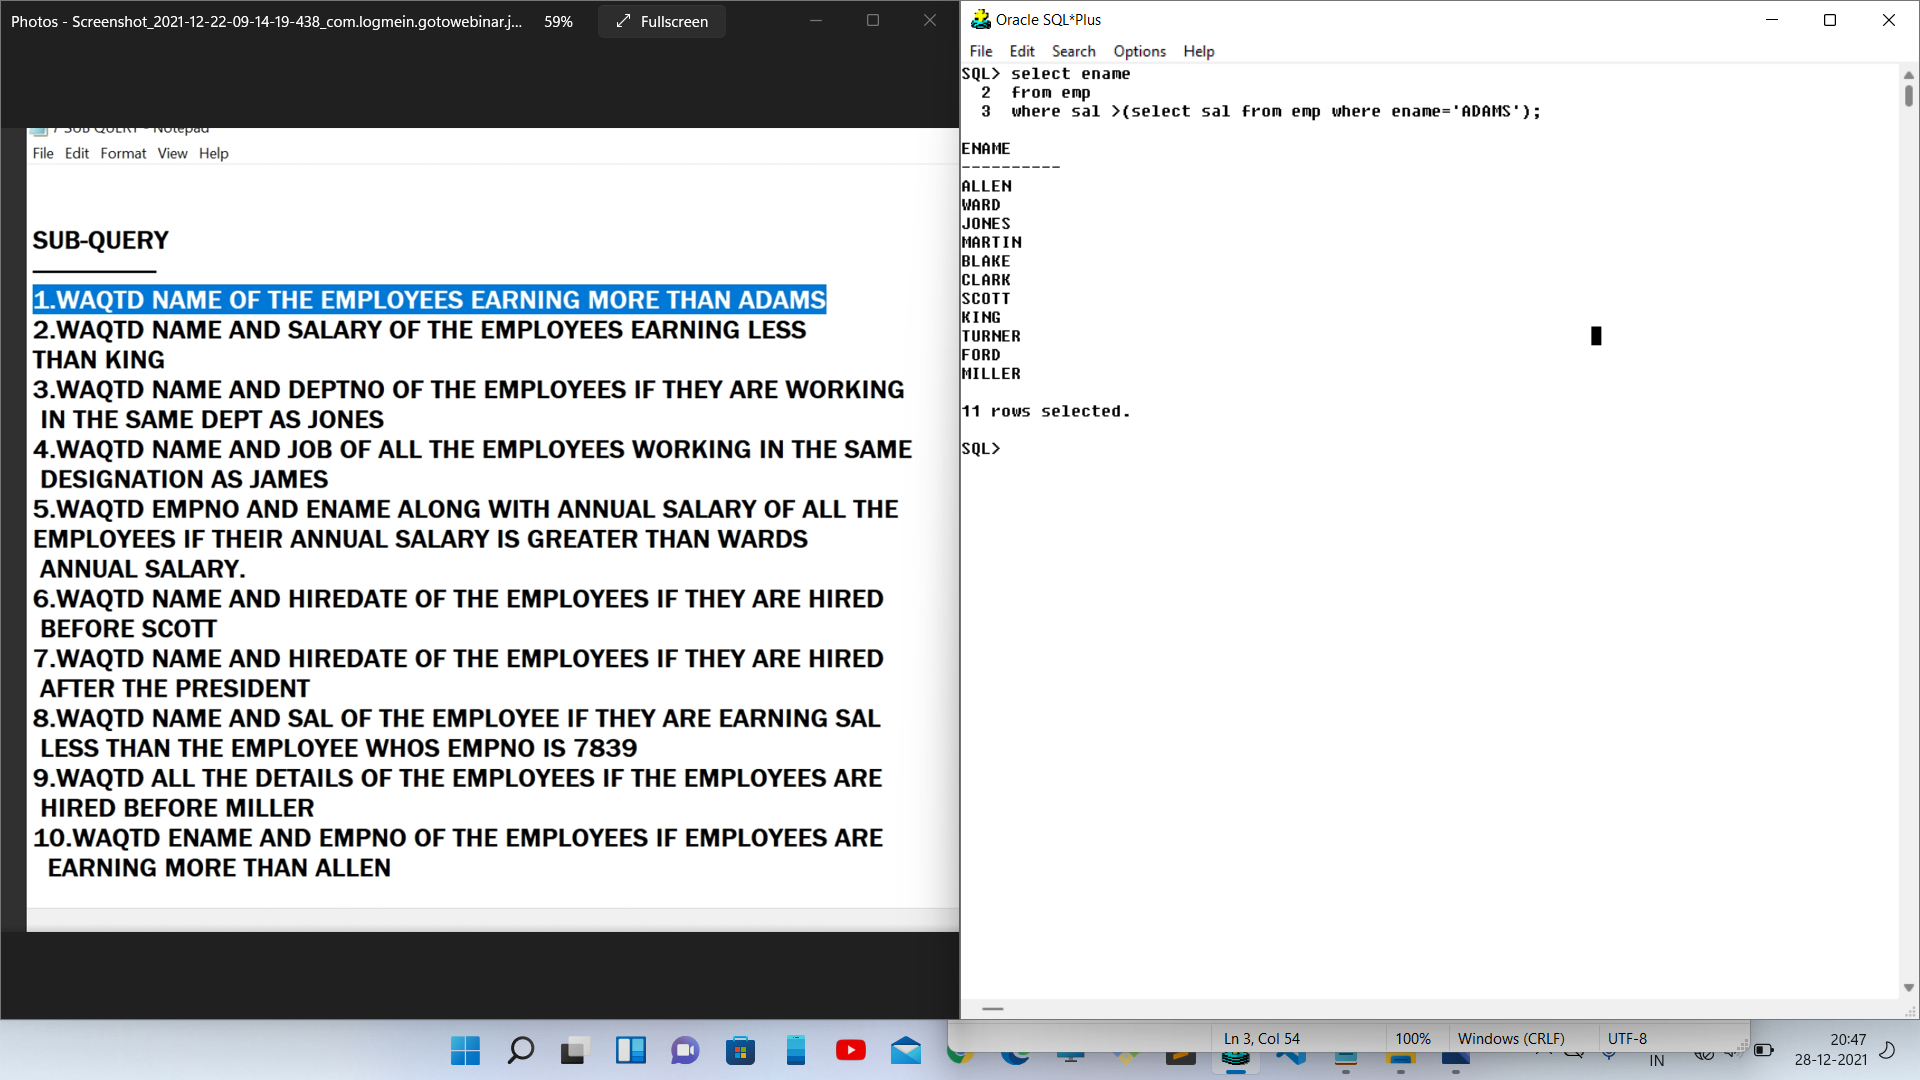 Photos - Screenshot_2021-12-22-09-14-19-438_com.logmein.gotowebinar.j... 59% Fullscreen
7 SUB QUERY - Notepad
File Edit Format View Help
SUB-QUERY
1.WAQTD NAME OF THE EMPLOYEES EARNING MORE THAN ADAMS
2.WAQTD NAME AND SALARY OF THE EMPLOYEES EARNING LESS
THAN KING
3.WAQTD NAME AND DEPTNO OF THE EMPLOYEES IF THEY ARE WORKING
IN THE SAME DEPT AS JONES
4.WAQTD NAME AND JOB OF ALL THE EMPLOYEES WORKING IN THE SAME
DESIGNATION AS JAMES
5.WAQTD EMPNO AND ENAME ALONG WITH ANNUAL SALARY OF ALL THE
EMPLOYEES IF THEIR ANNUAL SALARY IS GREATER THAN WARDS
ANNUAL SALARY.
6.WAQTD NAME AND HIREDATE OF THE EMPLOYEES IF THEY ARE HIRED
BEFORE SCOTT
7.WAQTD NAME AND HIREDATE OF THE EMPLOYEES IF THEY ARE HIRED
AFTER THE PRESIDENT
8.WAQTD NAME AND SAL OF THE EMPLOYEE IF THEY ARE EARNING SAL
LESS THAN THE EMPLOYEE WHOS EMPNO IS 7839
9.WAQTD ALL THE DETAILS OF THE EMPLOYEES IF THE EMPLOYEES ARE
HIRED BEFORE MILLER
10.WAQTD ENAME AND EMPNO OF THE EMPLOYEES IF EMPLOYEES ARE
EARNING MORE THAN ALLEN
Oracle SQL*Plus
File Edit Search Options Help
SQL> select ename
2 from emp
3 where sal >(select sal from emp where ename='ADAMS');
ENAME
----------
ALLEN
WARD
JONES
MARTIN
BLAKE
CLARK
SCOTT
KING
TURNER
FORD
MILLER
11 rows selected.
SQL>
Ln 3, Col 54 100% Windows (CRLF) UTF-8
IN
20:47
28-12-2021